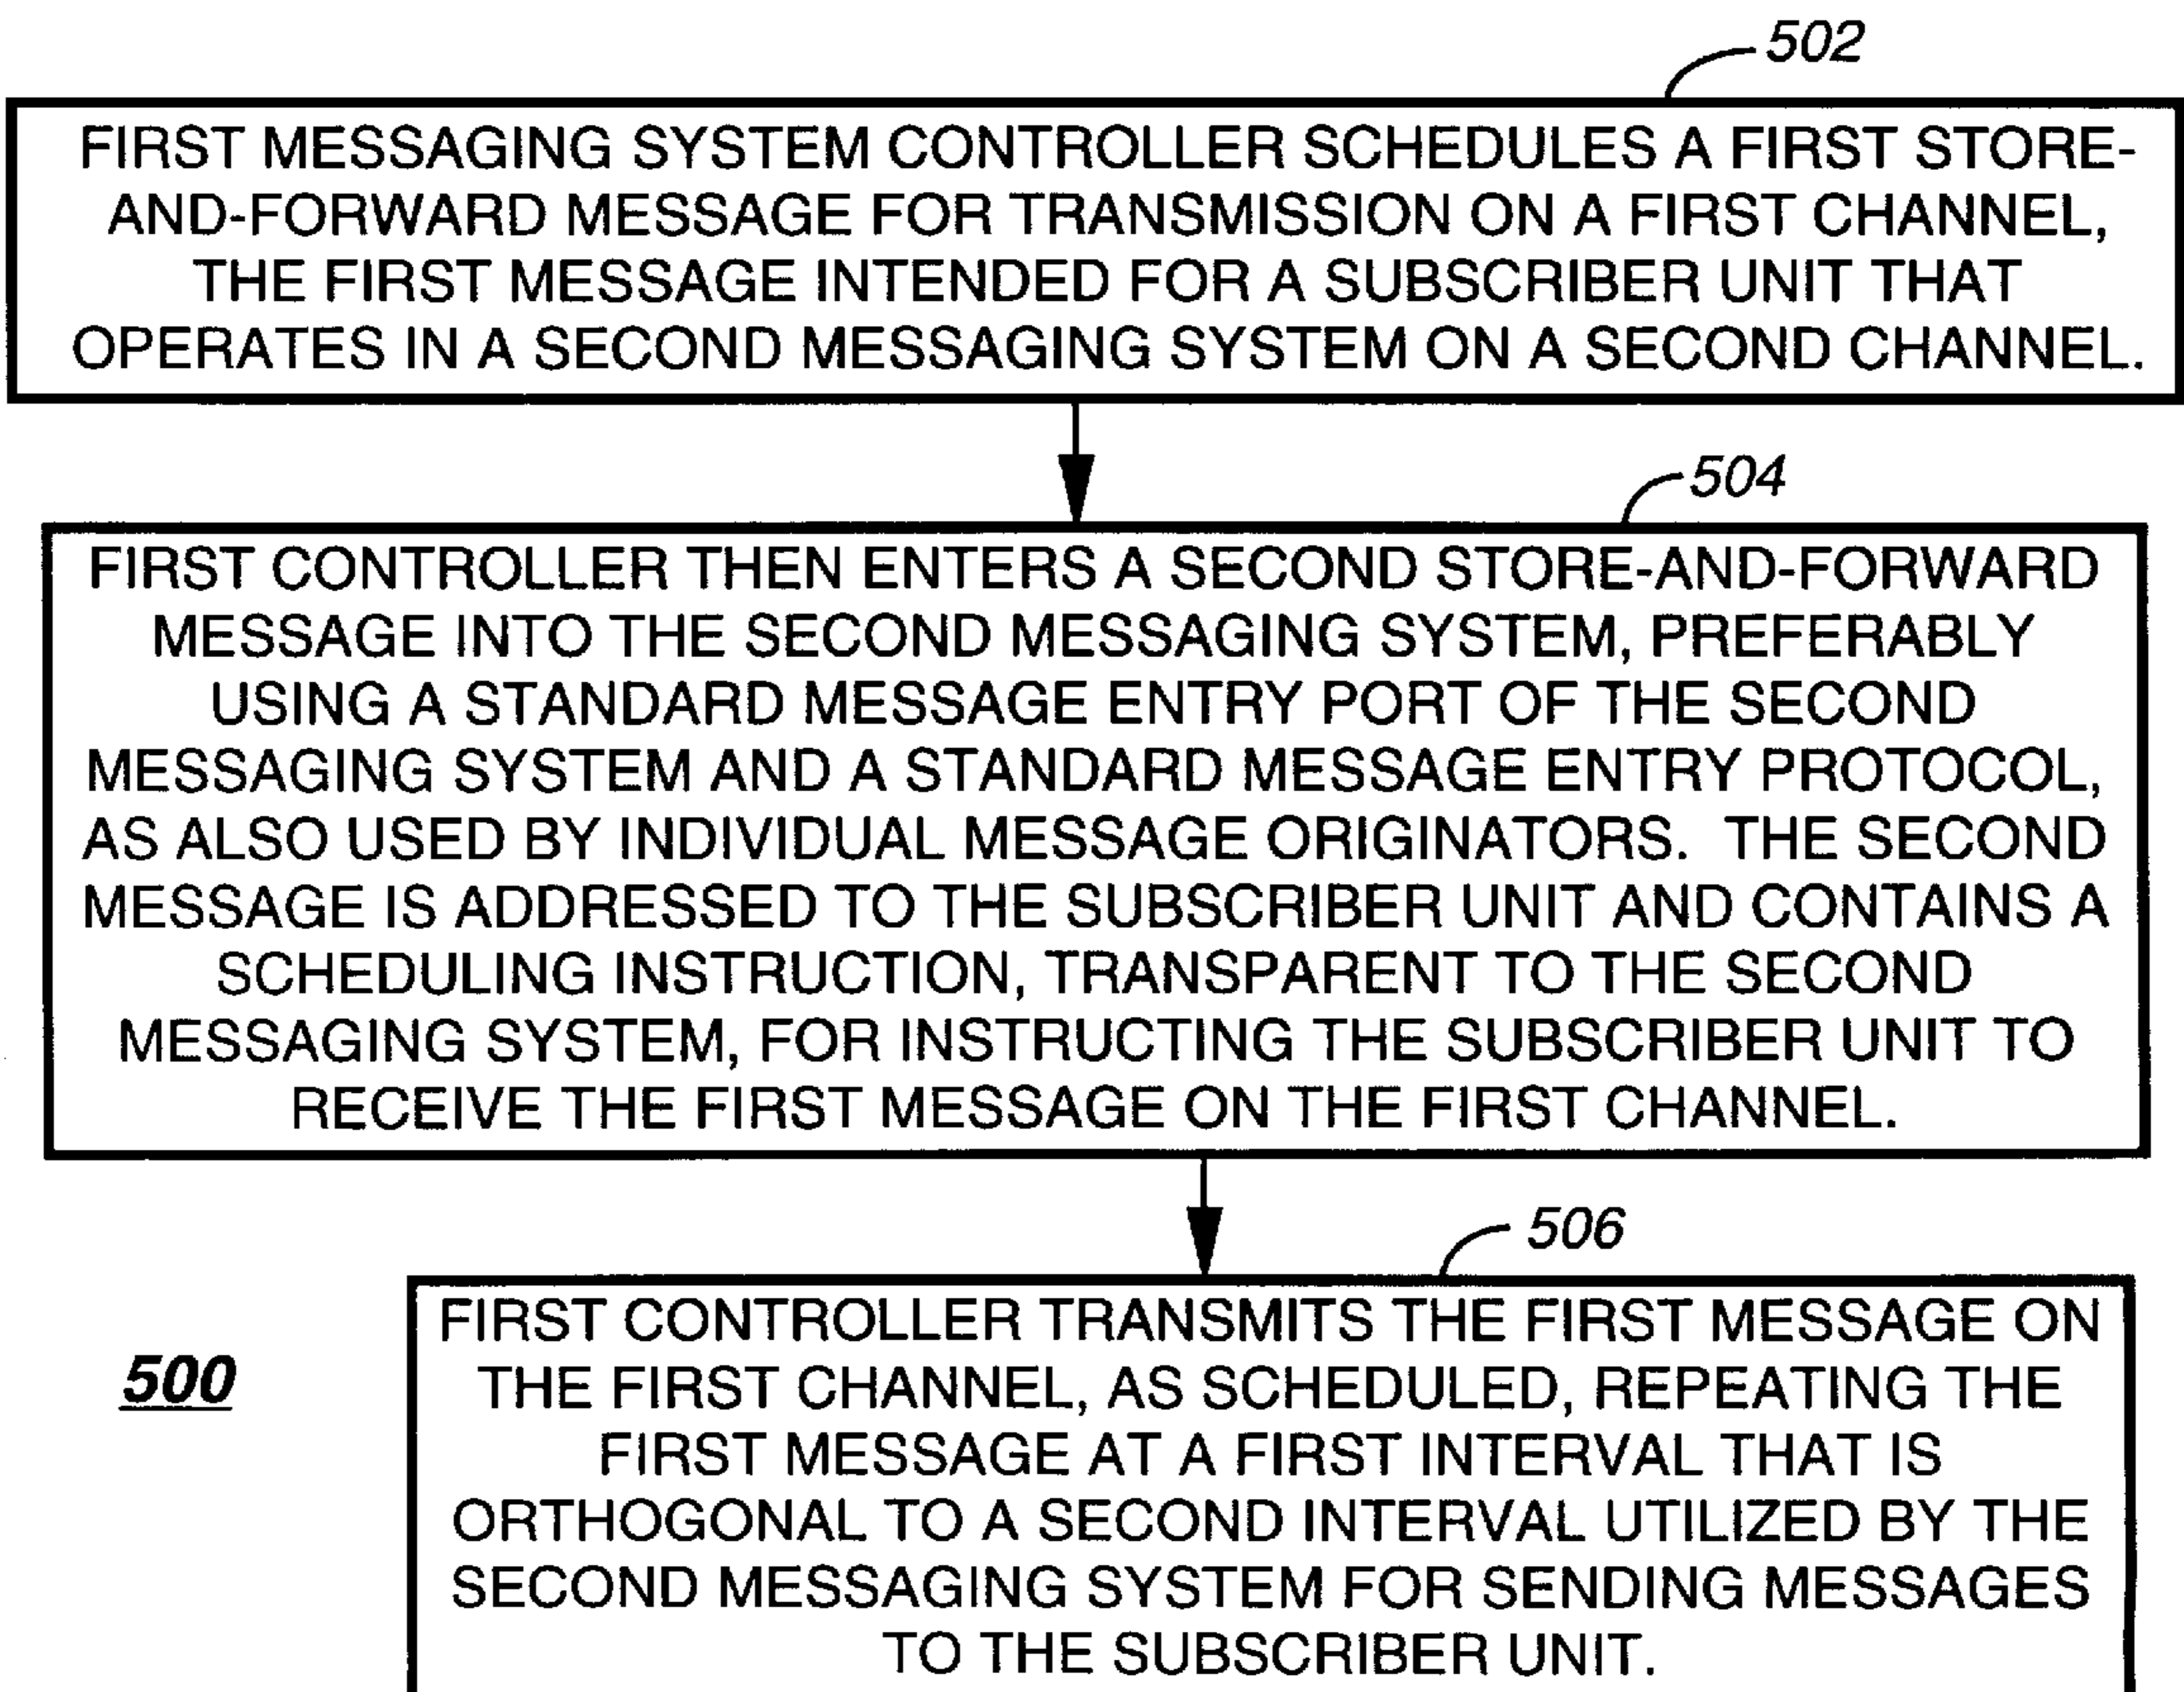 502
FIRST MESSAGING SYSTEM CONTROLLER SCHEDULES A FIRST STORE-
AND-FORWARD MESSAGE FOR TRANSMISSION ON A FIRST CHANNEL,
THE FIRST MESSAGE INTENDED FOR A SUBSCRIBER UNIT THAT
OPERATES IN A SECOND MESSAGING SYSTEM ON A SECOND CHANNEL.
504
FIRST CONTROLLER THEN ENTERS A SECOND STORE-AND-FORWARD
MESSAGE INTO THE SECOND MESSAGING SYSTEM, PREFERABLY
USING A STANDARD MESSAGE ENTRY PORT OF THE SECOND
MESSAGING SYSTEM AND A STANDARD MESSAGE ENTRY PROTOCOL,
AS ALSO USED BY INDIVIDUAL MESSAGE ORIGINATORS. THE SECOND
MESSAGE IS ADDRESSED TO THE SUBSCRIBER UNIT AND CONTAINS A
SCHEDULING INSTRUCTION, TRANSPARENT TO THE SECOND
MESSAGING SYSTEM, FOR INSTRUCTING THE SUBSCRIBER UNIT TO
RECEIVE THE FIRST MESSAGE ON THE FIRST CHANNEL.
506
FIRST CONTROLLER TRANSMITS THE FIRST MESSAGE ON
THE FIRST CHANNEL, AS SCHEDULED, REPEATING THE
FIRST MESSAGE AT A FIRST INTERVAL THAT IS
ORTHOGONAL TO A SECOND INTERVAL UTILIZED BY THE
SECOND MESSAGING SYSTEM FOR SENDING MESSAGES
TO THE SUBSCRIBER UNIT.
500